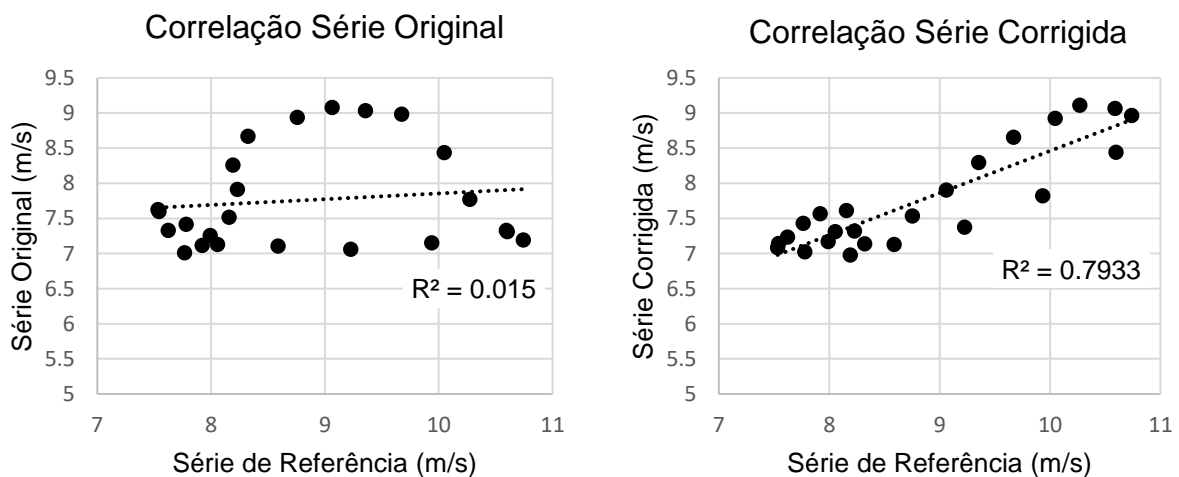 Correlação Série Original
9.5
9
8.5
8
7.5
7
6.5
6
5.5
5
Série Original (m/s)
R² = 0.015
7 8 9 10 11
Série de Referência (m/s)
Correlação Série Corrigida
9.5
9
8.5
8
7.5
7
6.5
6
5.5
5
Série Corrigida (m/s)
R² = 0.7933
7 8 9 10 11
Série de Referência (m/s)